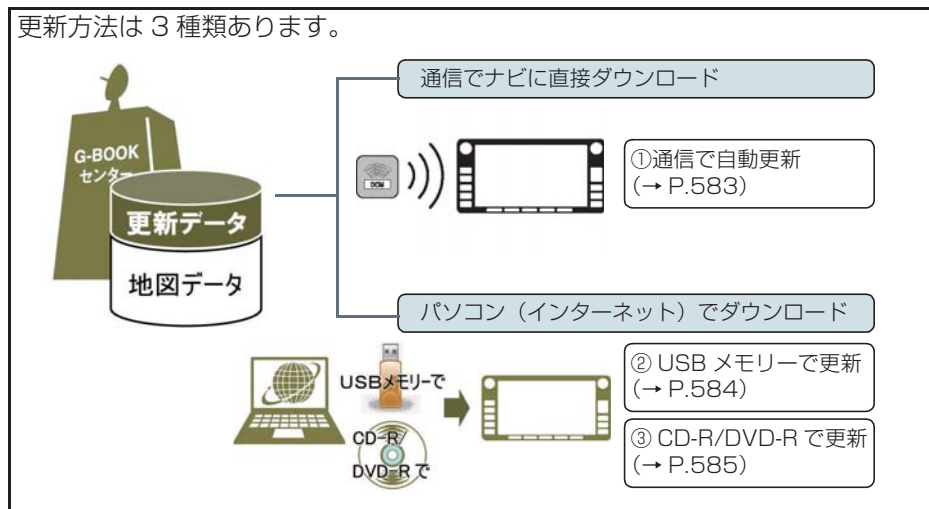 更新方法は 3 種類あります。
通信でナビに直接ダウンロード
G-BOOK
センター
更新データ
地図データ
DCM
①通信で自動更新
(→ P.583)
パソコン（インターネット）でダウンロード
USBメモリーで
CD-R/
DVD-Rで
② USB メモリーで更新
(→ P.584)
③ CD-R/DVD-R で更新
(→ P.585)